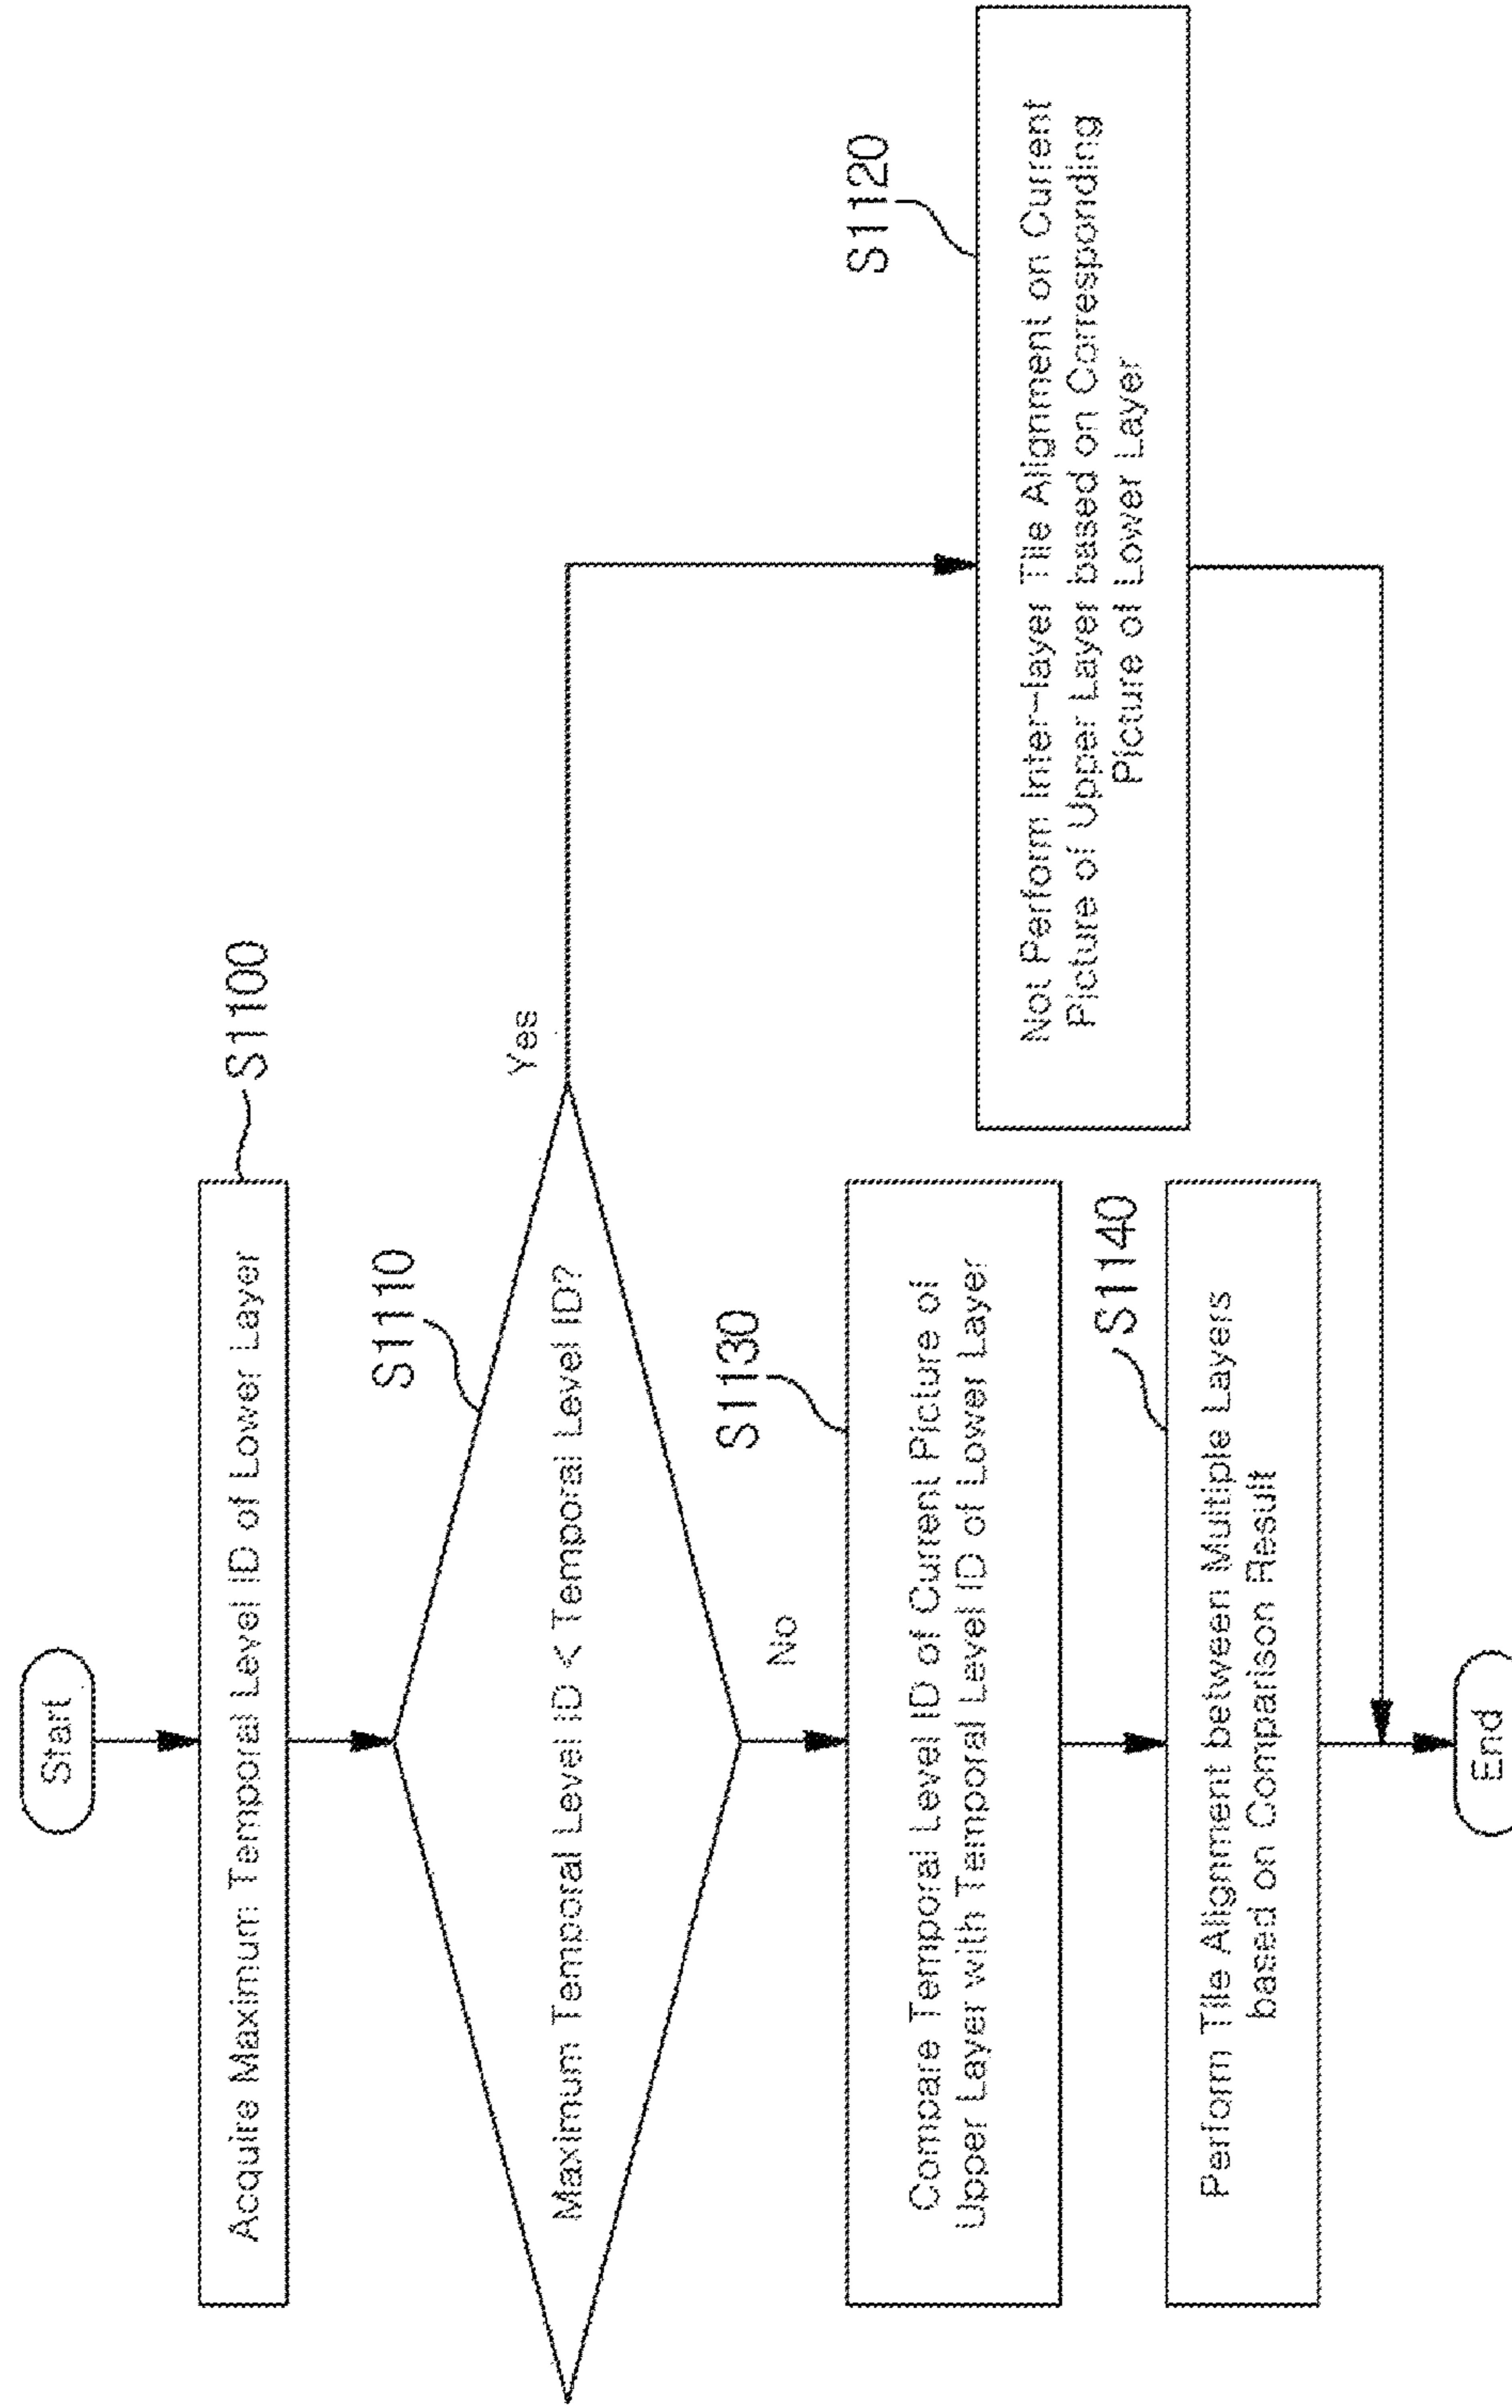 Start
Acquire Maximum Temporal Level ID of Lower Layer
S1100
S1110
Maximum Temporal Level ID < Temporal Level ID?
Yes
No
S1120
Not Perform Inter-layer Tile Alignment on Current
Picture of Upper Layer based on Corresponding
Picture of Lower Layer
S1130
Compare Temporal Level ID of Current Picture of
Upper Layer with Temporal Level ID of Lower Layer
S1140
Perform Tile Alignment between Multiple Layers
based on Comparison Result
End